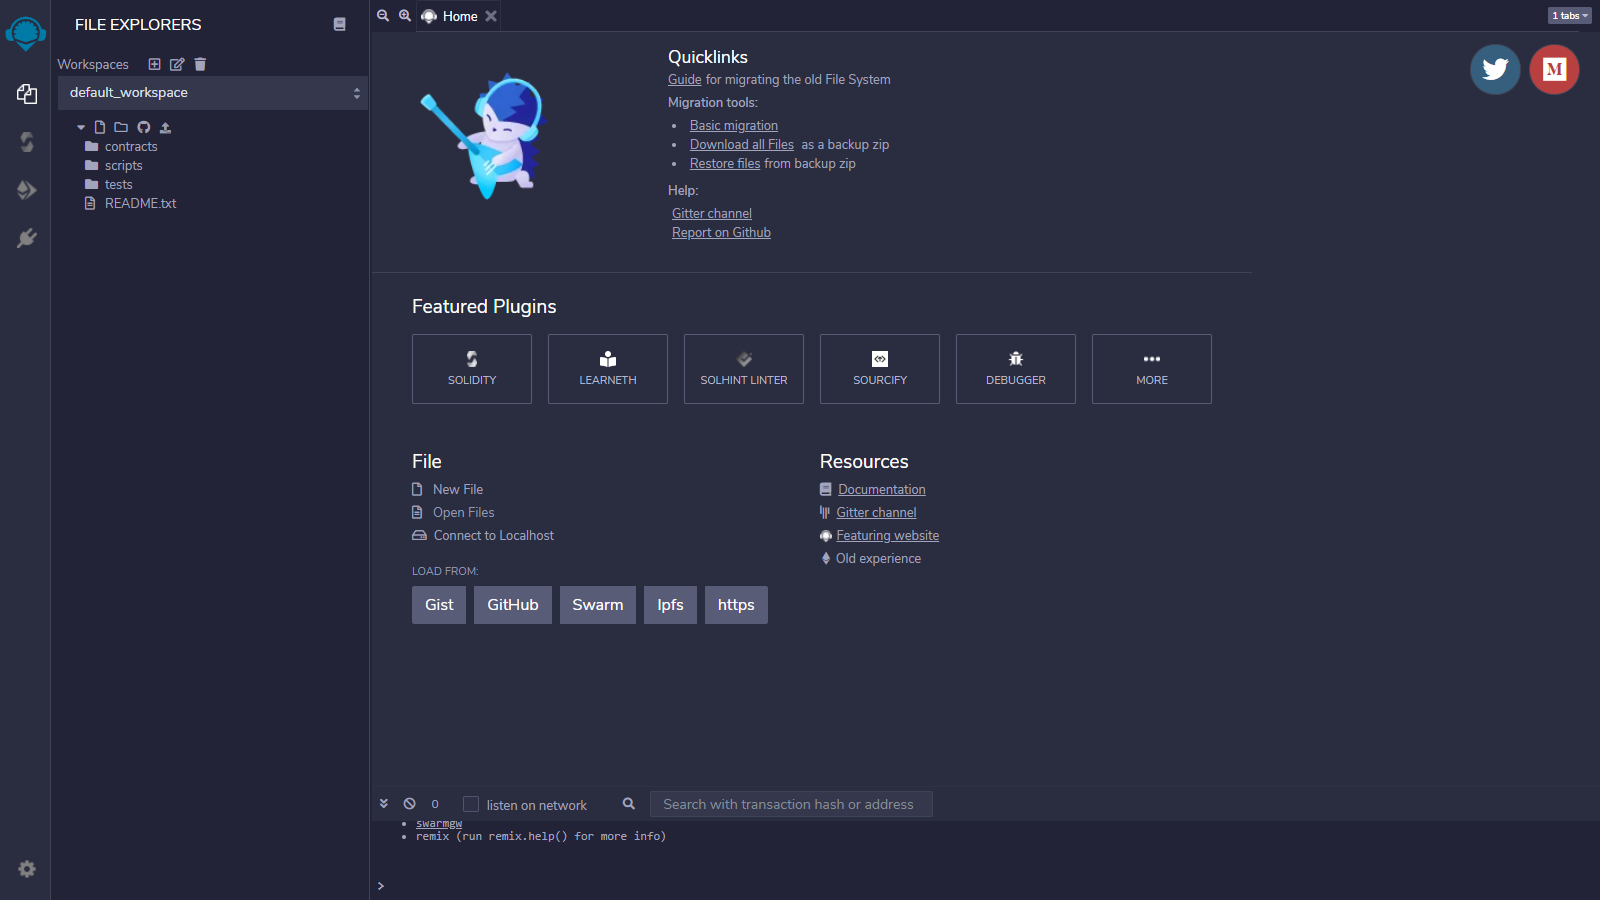 FILE EXPLORERS
Workspaces
default_workspace
contracts
scripts
tests
README.txt
Home
1 tabs
Quicklinks
Guide for migrating the old File System
Migration tools:
Basic migration
Download all Files as a backup zip
Restore files from backup zip
Help:
Gitter channel
Report on Github
M
Featured Plugins
SOLIDITY
LEARNETH
SOLHINT LINTER
SOURCIFY
DEBUGGER
MORE
File
New File
Open Files
Connect to Localhost
LOAD FROM:
Gist
GitHub
Swarm
Ipfs
https
Resources
Documentation
Gitter channel
Featuring website
Old experience
0
listen on network
Search with transaction hash or address
swarmgw
remix (run remix.help() for more info)
>